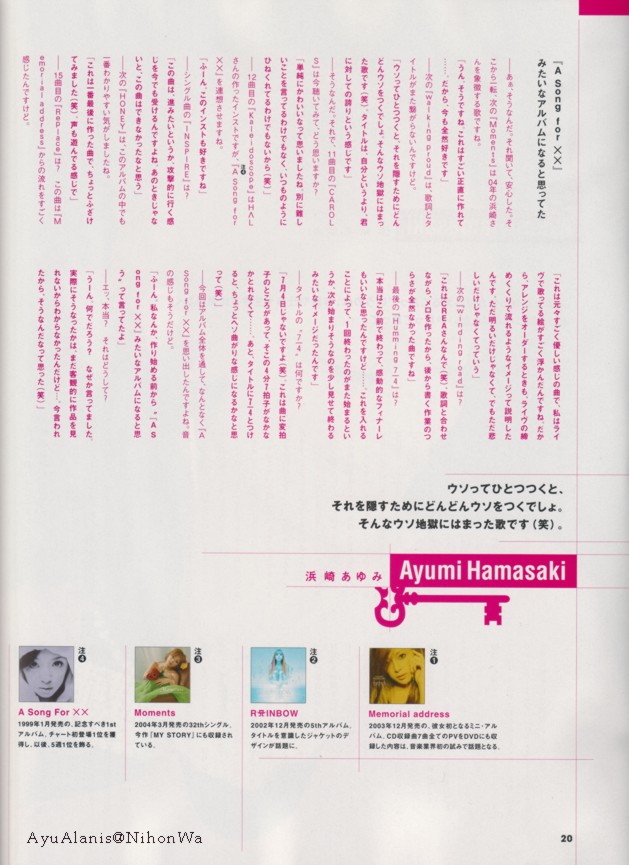 『A Song for ××』
みたいなアルバムになると思ってた
――あぁ、そうなんだ。それ聞いて、安心した。そ
こから一転、次の『Moments』は04年の浜崎さ
んを象徴する歌ですね。
「うん、そうですね。これはすごい正直に作れて
……だから、今も全然好きです」
――次の『walking proud』は、歌詞とタ
イトルがまた繋がらないんですけど。
「ウソってひとつつくと、それを隠すためにどん
どんウソをつくでしょ。そんなウソ地獄にはまっ
た歌です(笑)。タイトルは、自分というより、君
に対しての誇りという感じです」
――そうなんだ。それで、11曲目の『CAROL
S』は今聴いてみて、どう思いますか？
「単純にかわいいなって思いましたね。別に難し
いことを言ってるわけでもなく、いつものように
ひねくれてるわけでもないから(笑)」
――12曲目の『Kaleidoscope』はHAL
さんの作ったインストですが、『A song for
××』を連想させますね。
「ふーん。このインストも好きですね」
――シングル曲の『INSPIRE』は？
「この曲は、進みたいというか、攻撃的に行く感
じを今でも受けるんですけどね。あのときじゃな
いと、この曲はできなかったなと思う」
――次の『HONEY』は、このアルバムの中でも
一番わかりやすい気がしましたね。
「これは一番最後に作った曲で、ちょっとふざけ
てみました(笑)。声も遊んでる感じで」
――15曲目の『Replace』は？ この曲は『M
emorial address』からの流れをすごく
感じたんですけど。
「これは元々すごく優しい感じの曲で、私はライ
ヴで歌ってる絵がすごく浮かんだんですね。だか
ら、アレンジをオーダーするときも、ライヴの締
めくくりで流れるようなイメージって説明した
んです。ただ明るいだけじゃなくて、でもただ悲
しいだけじゃなくてっていう」
――次の『winding road』は？
「これはCREAさんなんで(笑)、歌詞と合わせ
ながら、メロを作ったから、後から書く作業のつ
らさが全然なかった曲ですね」
――最後の『Humming 7/4』は？
「本当はこの前で終わって、感動的なフィナーレ
もいいなと思ったんですけど……これを入れる
ことによって、1回終わったのがまた始まるとい
うか、次が始まりそうなのを少し見せて終わる
みたいなイメージだったんです」
――タイトルの“7/4”は何ですか？
「7月4日じゃないですよ(笑)。これは曲に変拍
子のところがあって、そこの4分7拍子がなかな
かとれなくて……。あと、タイトルに7/4とつけ
ると、ちょっとヘソ曲がりな感じになるかなと思
って(笑)」
――今回はアルバム全体を通して、なんとなく『A
Song for ××』を思い出したんですよね。音
の感じもそうだけど。
「ふーん。私なんか、作り始める前から、“『A S
ong for ××』みたいなアルバムになると思
う”って言ってたよ」
――エッ、本当？ それはどうして？
「うーん、何でだろう？ なぜか言ってました。
実際にそうなったかは、まだ客観的に作品を見
れないからわからなかったんだけど…、今言われ
たから、そうなんだなって思った(笑)」
ウソってひとつつくと、
それを隠すためにどんどんウソをつくでしょ。
そんなウソ地獄にはまった歌です（笑）。
浜崎あゆみ Ayumi Hamasaki
注4
A Song For ××
1999年1月発売の、記念すべき1st
アルバム。チャート初登場1位を獲
得し、以後、5週1位を飾る。
注3
Moments
2004年3月発売の32thシングル。
今作『MY STORY』にも収録され
ている。
注2
RAINBOW
2002年12月発売の5thアルバム。
タイトルを意識したジャケットのデ
ザインが話題に。
注1
Memorial address
2003年12月発売の、彼女初となるミニ・アル
バム。CD収録曲7曲全てのPVをDVDにも収
録した内容は、音楽業界初の試みで話題となる。
AyuAlanis@NihonWa
20